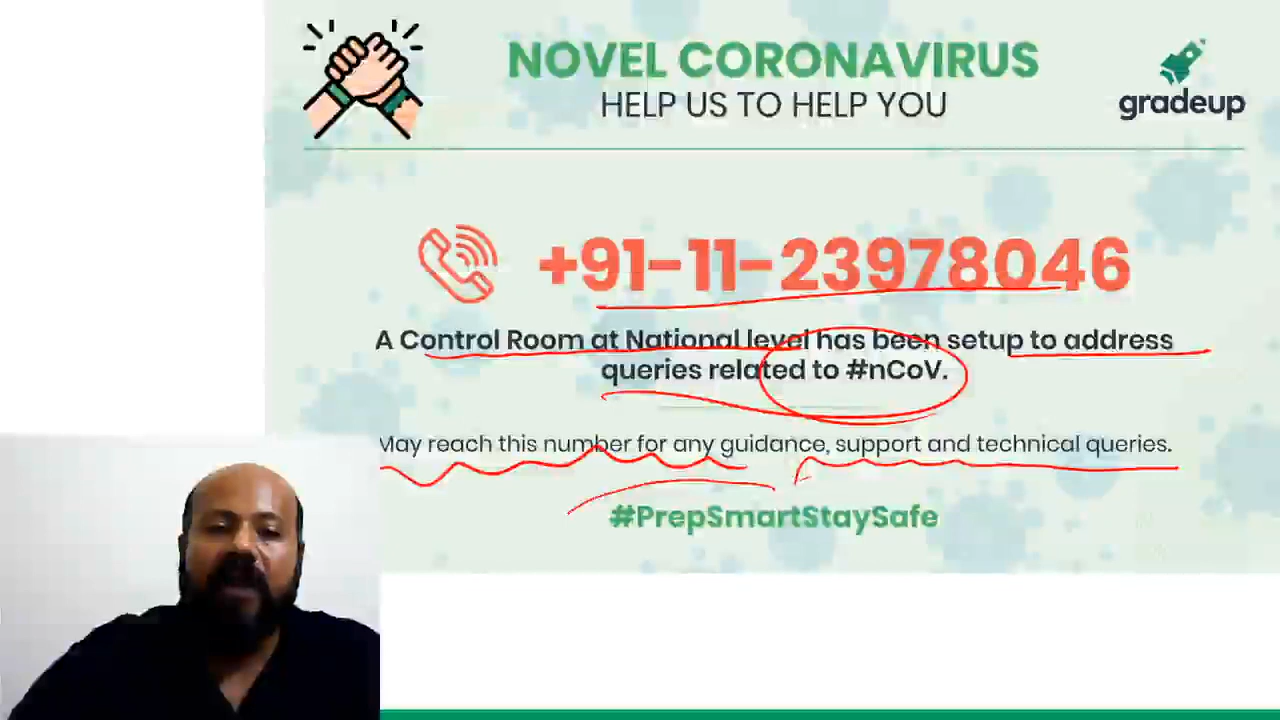 NOVEL CORONAVIRUS
HELP US TO HELP YOU
gradeup
+91-11-23978046
A Control Room at National level has been setup to address
queries related to #nCoV.
May reach this number for any guidance, support and technical queries.
#PrepSmartStaySafe